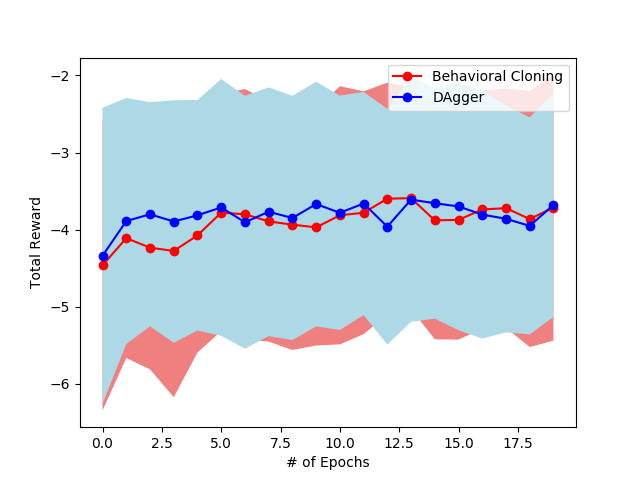 Behavioral Cloning
DAgger
Total Reward
−2
−3
−4
−5
−6
0.0 2.5 5.0 7.5 10.0 12.5 15.0 17.5
# of Epochs